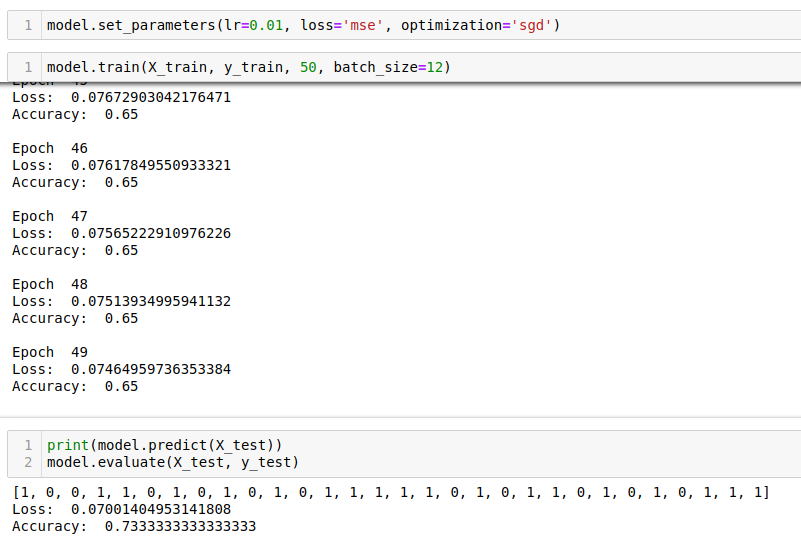 1 model.set_parameters(lr=0.01, loss='mse', optimization='sgd')
1 model.train(X_train, y_train, 50, batch_size=12)
Loss:  0.07672903042176471
Accuracy:  0.65
Epoch  46
Loss:  0.07617849550933321
Accuracy:  0.65
Epoch  47
Loss:  0.07565222910976226
Accuracy:  0.65
Epoch  48
Loss:  0.07513934995941132
Accuracy:  0.65
Epoch  49
Loss:  0.07464959736353384
Accuracy:  0.65
1 print(model.predict(X_test))
2 model.evaluate(X_test, y_test)
[1, 0, 0, 1, 1, 0, 1, 0, 1, 0, 1, 0, 1, 1, 1, 1, 1, 0, 1, 0, 1, 1, 0, 1, 0, 1, 0, 1, 1, 1]
Loss:  0.07001404953141808
Accuracy:  0.7333333333333333